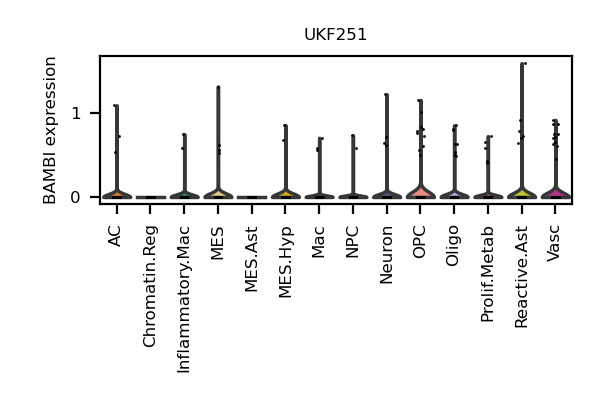 UKF251
BAMBI expression
1
0
AC
Chromatin.Reg
Inflammatory.Mac
MES
MES.Ast
MES.Hyp
Mac
NPC
Neuron
OPC
Oligo
Prolif.Metab
Reactive.Ast
Vasc